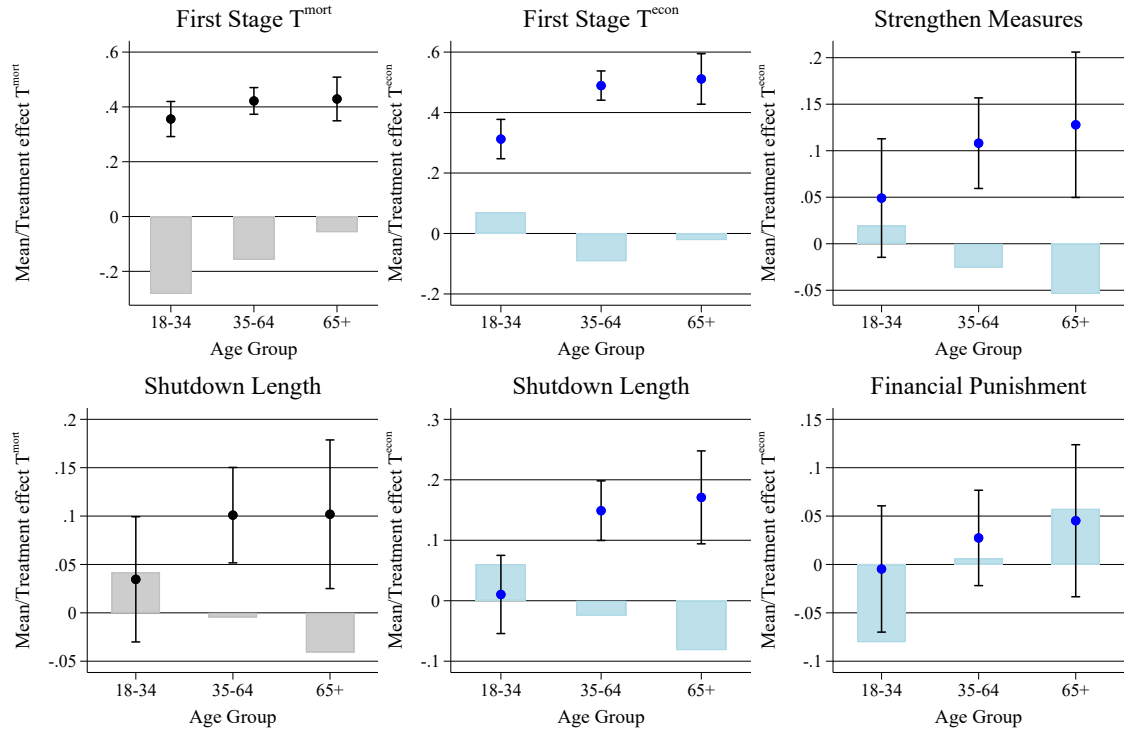 First Stage T^mort
Mean/Treatment effect T^mort
.6
.4
.2
0
-.2
18-34 35-64 65+
Age Group
First Stage T^econ
Mean/Treatment effect T^econ
.6
.4
.2
0
-.2
18-34 35-64 65+
Age Group
Strengthen Measures
Mean/Treatment effect T^econ
.2
.15
.1
.05
0
-.05
18-34 35-64 65+
Age Group
Shutdown Length
Mean/Treatment effect T^mort
.2
.15
.1
.05
0
-.05
18-34 35-64 65+
Age Group
Shutdown Length
Mean/Treatment effect T^econ
.3
.2
.1
0
-.1
18-34 35-64 65+
Age Group
Financial Punishment
Mean/Treatment effect T^econ
.15
.1
.05
0
-.05
-.1
18-34 35-64 65+
Age Group